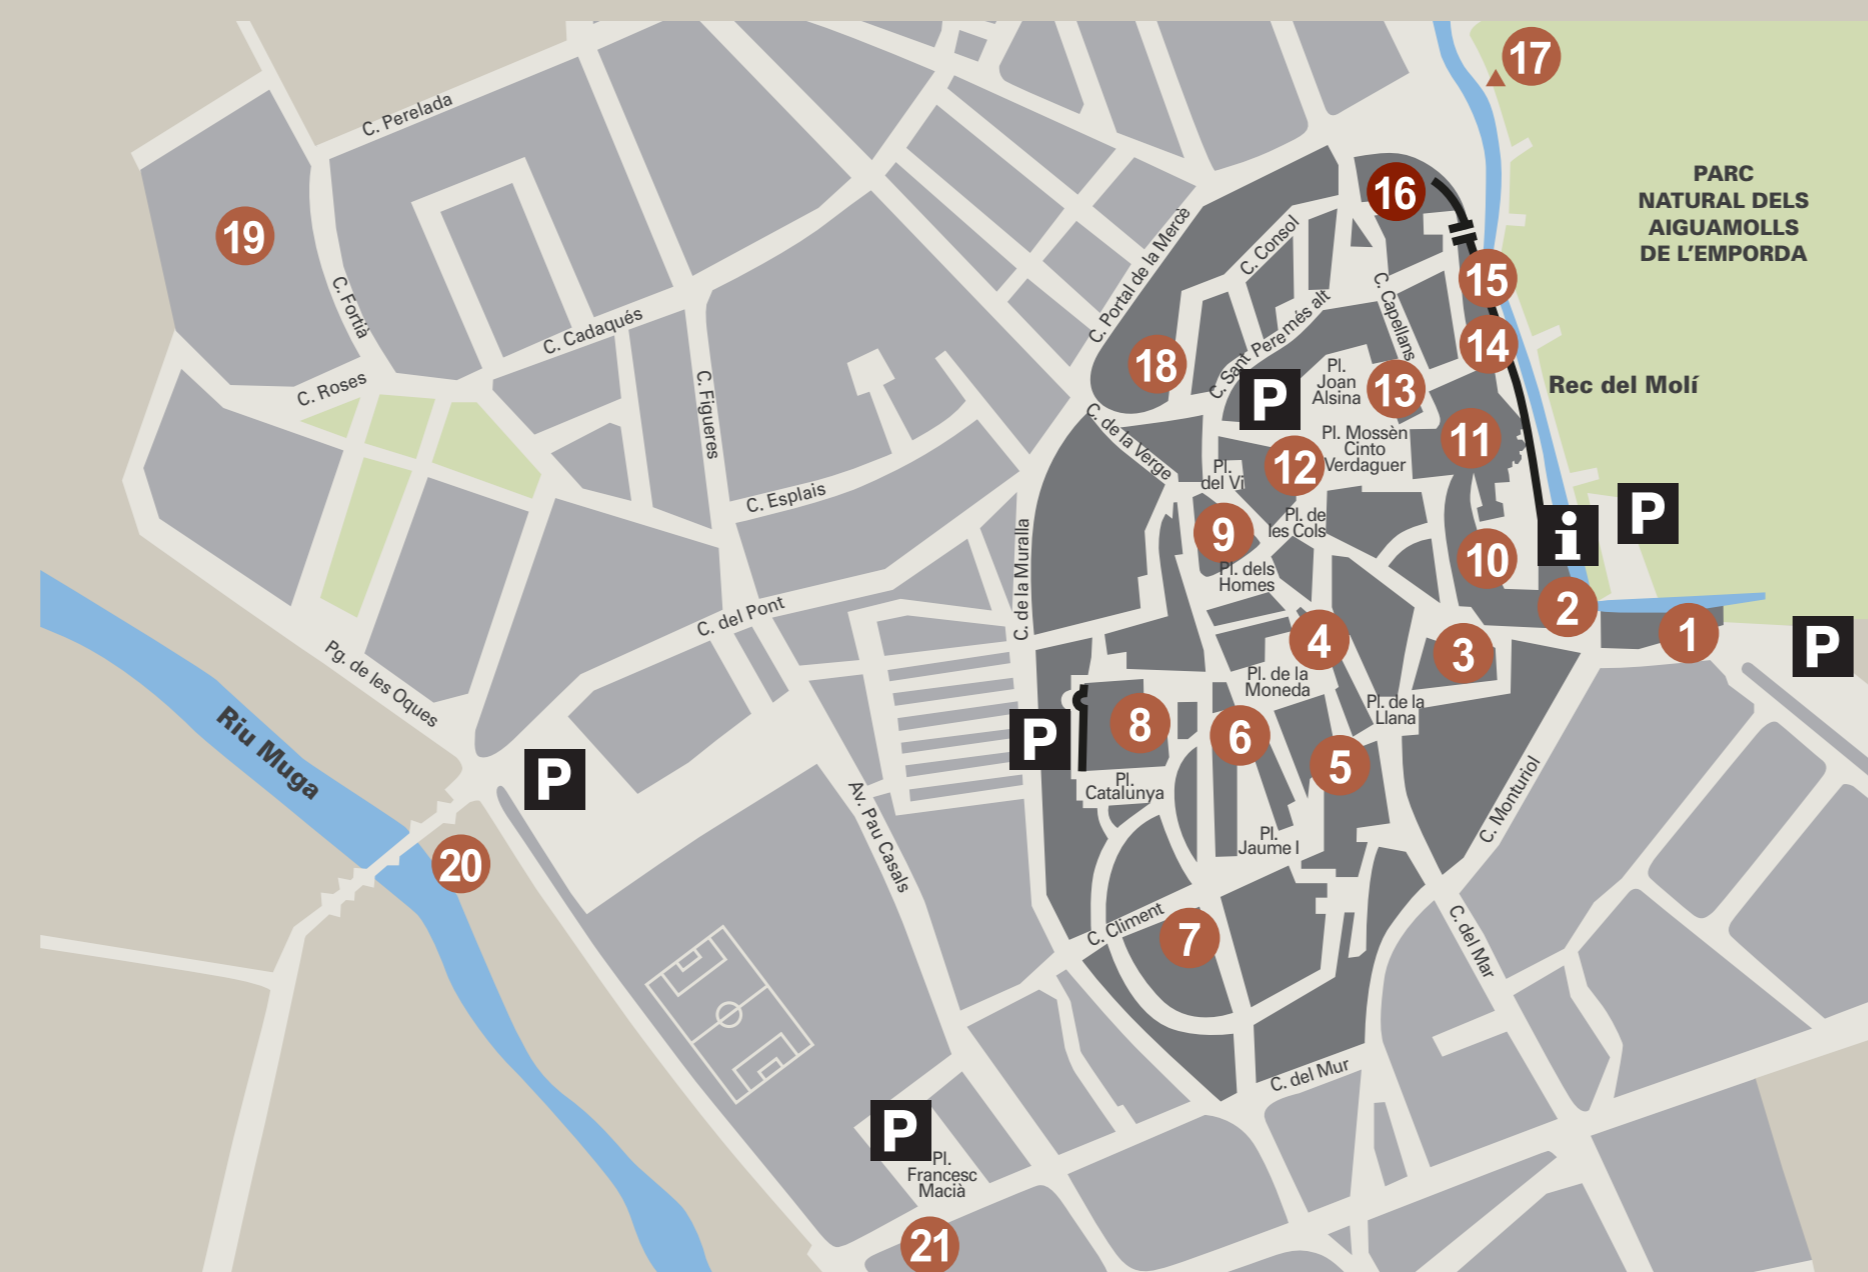 17
C. Perelada
PARC
NATURAL DELS
AIGUAMOLLS
DE L'EMPORDA
16
19
C. Portal de la Mercè
C. Consol
15
C. Fortià
C. Cadaqués
C. Capellans
C. Sant Pere més alt
14
18
Pl.
Joan
Alsina
13
Rec del Molí
C. Roses
P
C. Figueres
C. de la Verge
Pl. Mossèn
Cinto
Verdaguer
11
12
Pl.
del Vi
C. Esplais
P
Pl. de
les Cols
9
i
C. de la Muralla
10
Pl. dels
Homes
2
C. del Pont
1
4
3
P
Pg. de les Oques
Pl. de la
Moneda
Pl. de la
Llana
Riu Muga
8
6
P
5
P
Pl.
Catalunya
C. Monturiol
Av. Pau Casals
Pl.
Jaume I
20
C. Climent
7
C. del Mar
C. del Mur
P
Pl.
Francesc
Macià
21